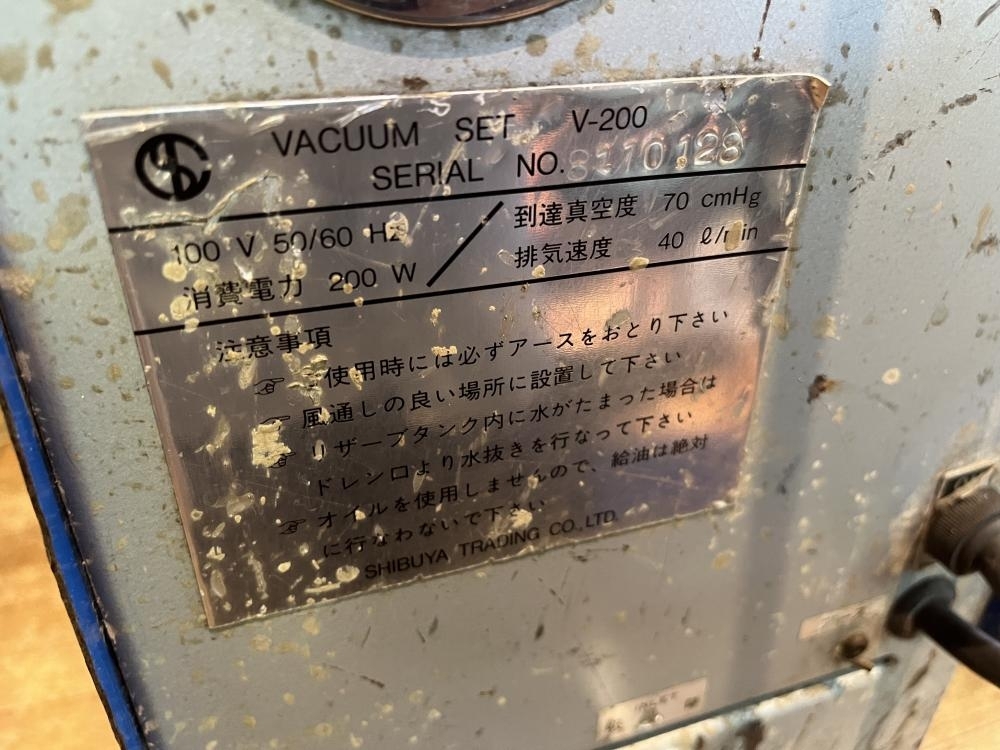 VACUUM SET V-200
SERIAL NO. 8110128
100 V 50/60 Hz
消費電力 200 W
到達真空度 70 cmHg
排気速度 40 ℓ/min
注意事項
☞ ご使用時には必ずアースをおとり下さい
☞ 風通しの良い場所に設置して下さい
☞ リザーブタンク内に水がたまった場合は
ドレン口より水抜きを行なって下さい
☞ オイルを使用しませんので、給油は絶対
に行なわないで下さい
SHIBUYA TRADING CO.,LTD.